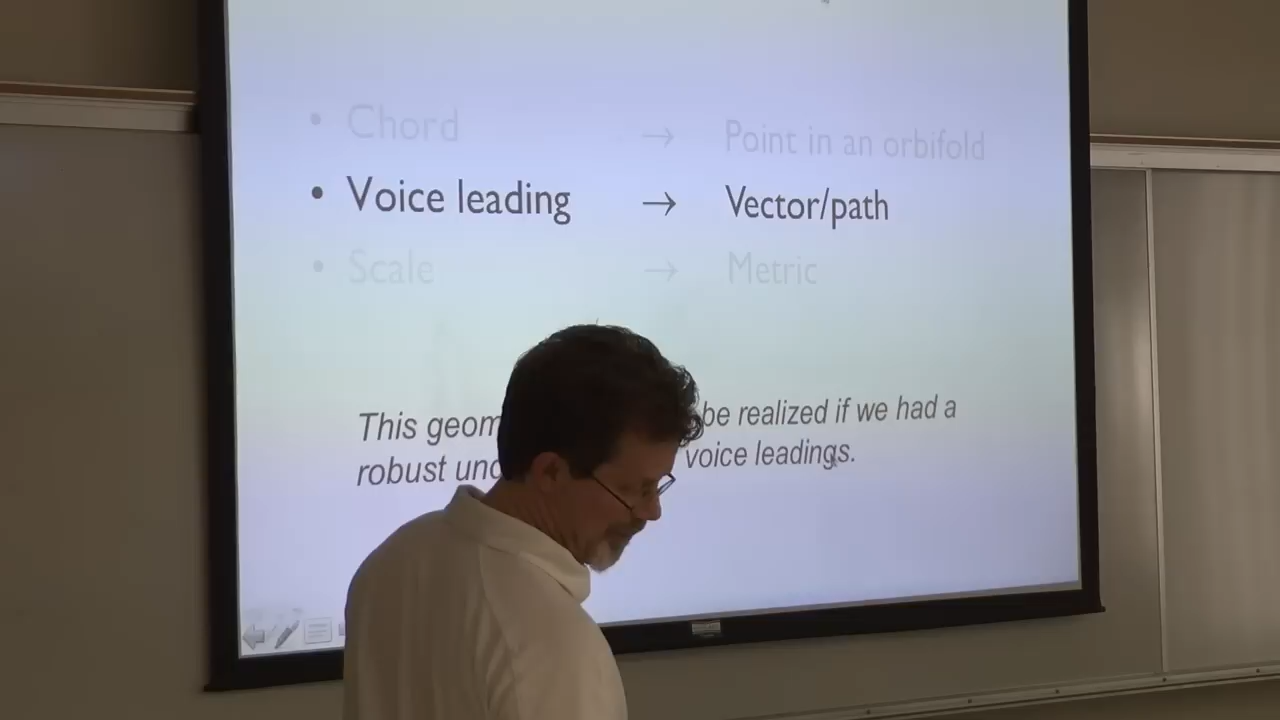 • Chord → Point in an orbifold
• Voice leading → Vector/path
• Scale → Metric
This geom be realized if we had a
robust und voice leadings.